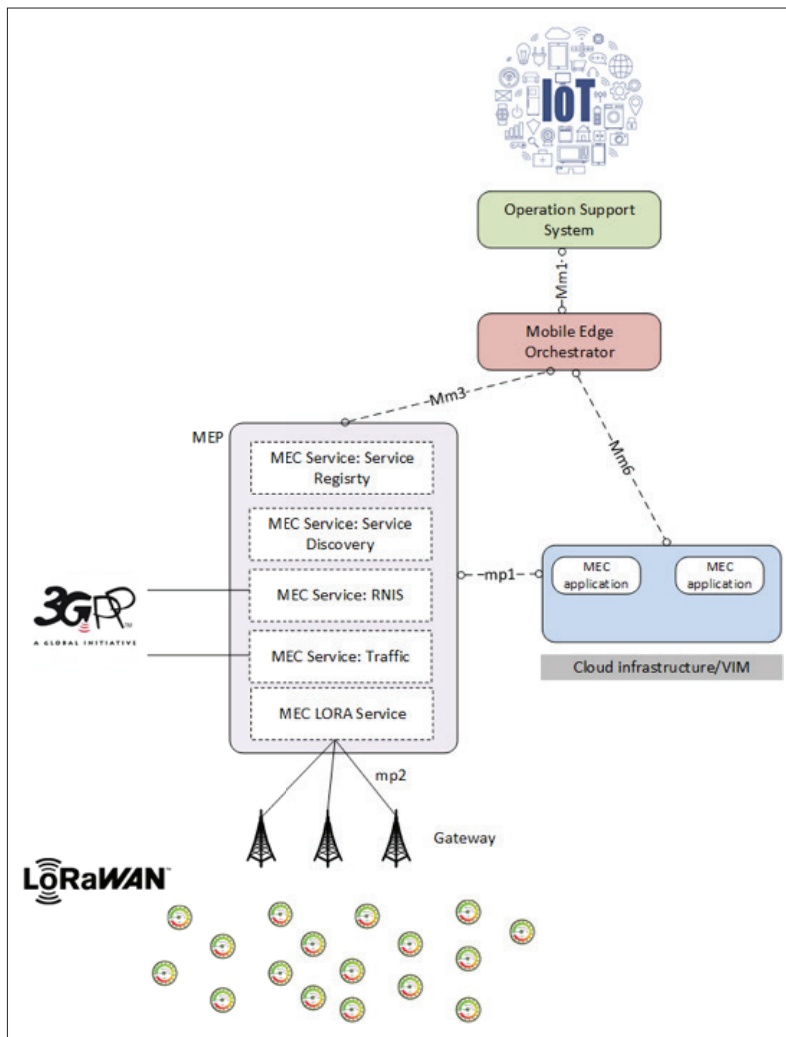 IoT
Operation Support
System
Mm1
Mobile Edge
Orchestrator
Mm3
Mm6
MEP
MEC Service: Service
Regisrty
MEC Service: Service
Discovery
mp1
MEC
application
MEC
application
MEC Service: RNIS
3GPP™
A GLOBAL INITIATIVE
MEC Service: Traffic
Cloud infrastructure/VIM
MEC LORA Service
mp2
Gateway
LoRaWAN™